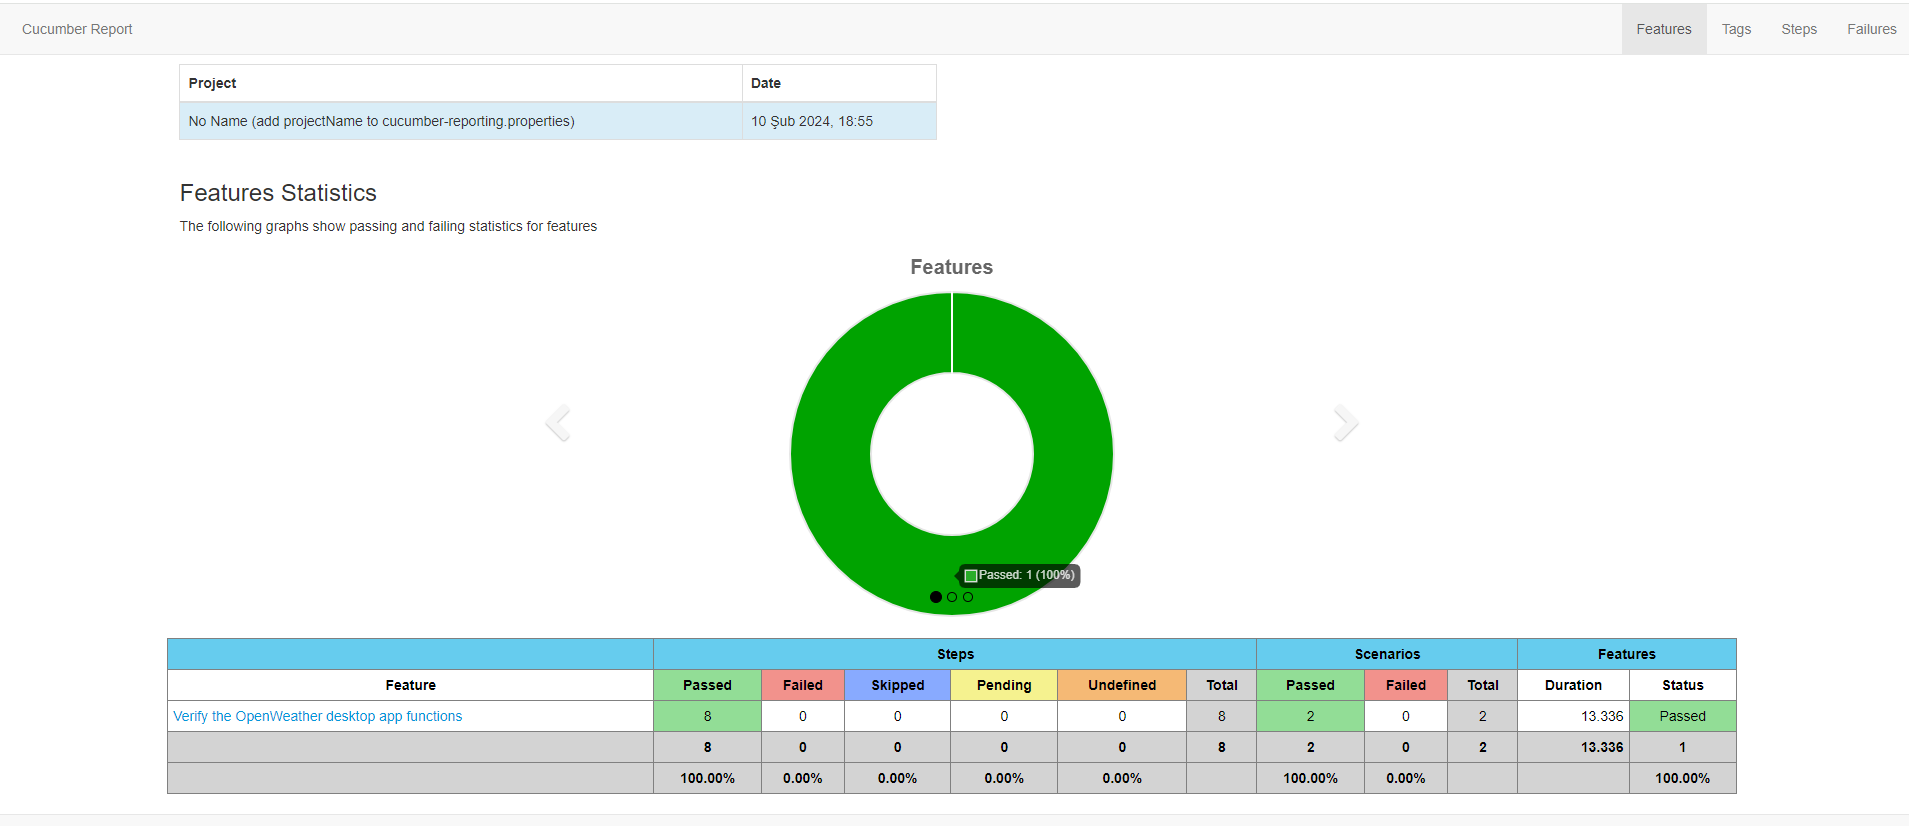 Cucumber Report Features Tags Steps Failures
Project Date
No Name (add projectName to cucumber-reporting.properties) 10 Şub 2024, 18:55
Features Statistics
The following graphs show passing and failing statistics for features
Features
Passed: 1 (100%)
Steps Scenarios Features
Feature Passed Failed Skipped Pending Undefined Total Passed Failed Total Duration Status
Verify the OpenWeather desktop app functions 8 0 0 0 0 8 2 0 2 13.336 Passed
8 0 0 0 0 8 2 0 2 13.336 1
100.00% 0.00% 0.00% 0.00% 0.00% 100.00% 0.00% 100.00%